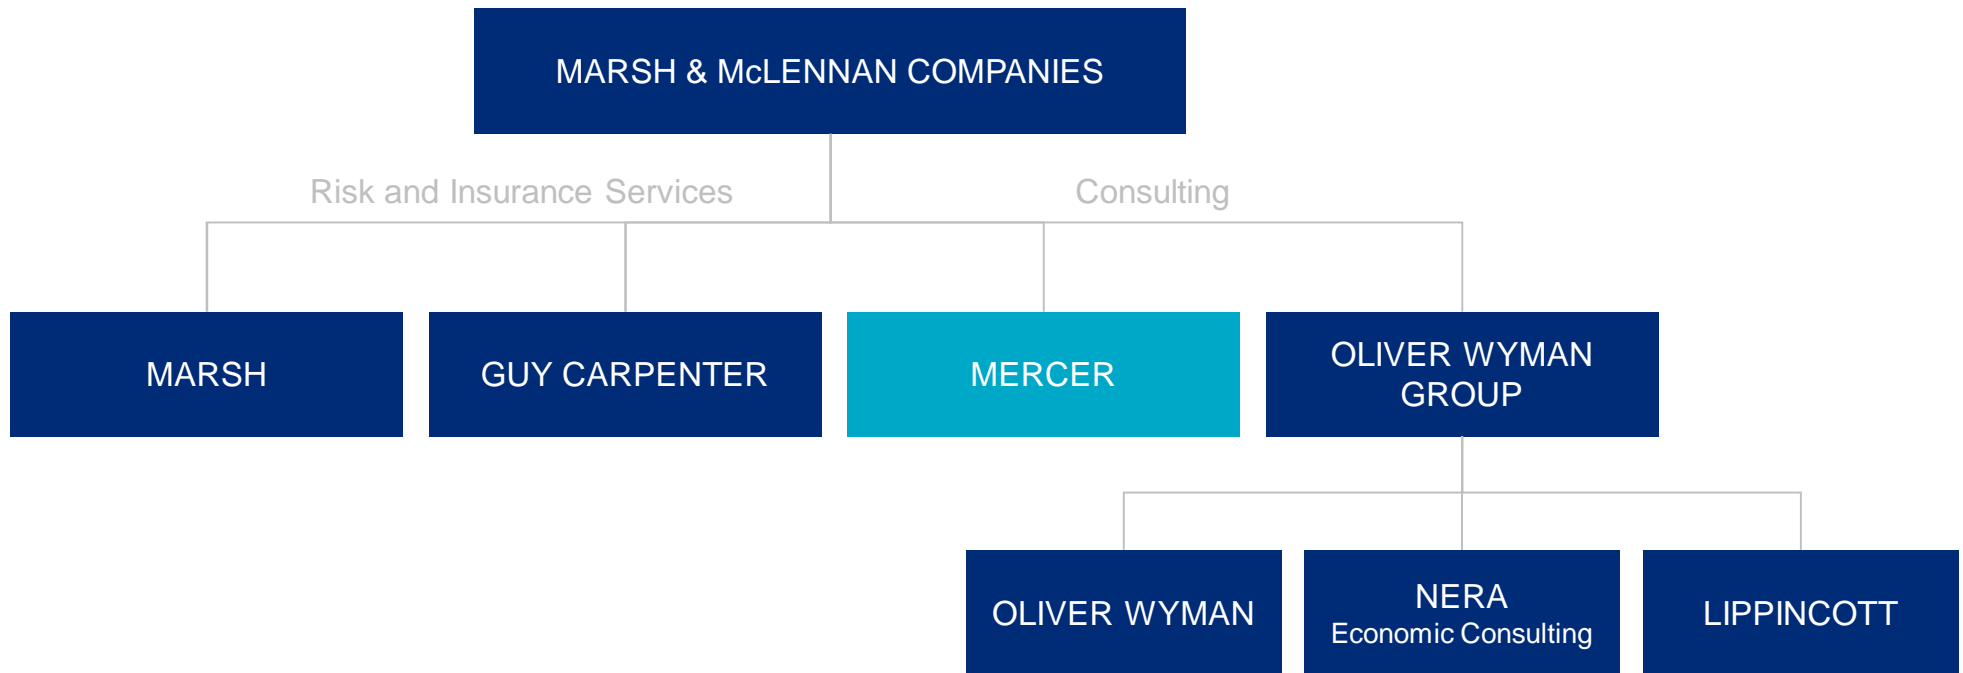 MARSH & McLENNAN COMPANIES
Risk and Insurance Services
Consulting
MARSH
GUY CARPENTER
MERCER
OLIVER WYMAN
GROUP
OLIVER WYMAN
NERA
Economic Consulting
LIPPINCOTT